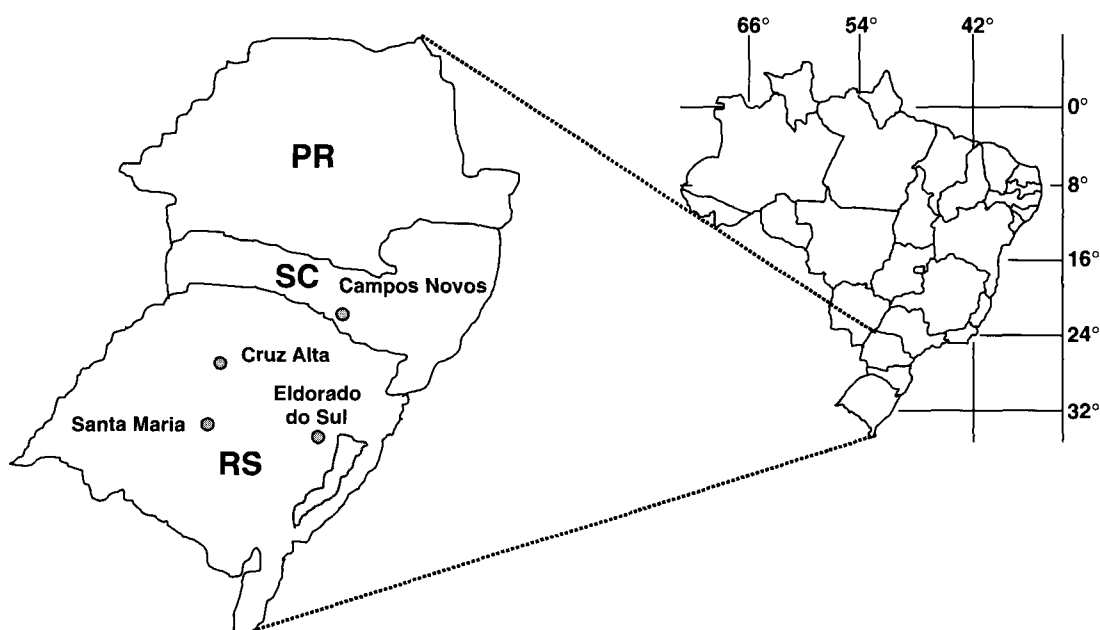 66° 54° 42°
0°
8°
16°
24°
32°
PR
SC
Campos Novos
Cruz Alta
Eldorado
do Sul
Santa Maria
RS